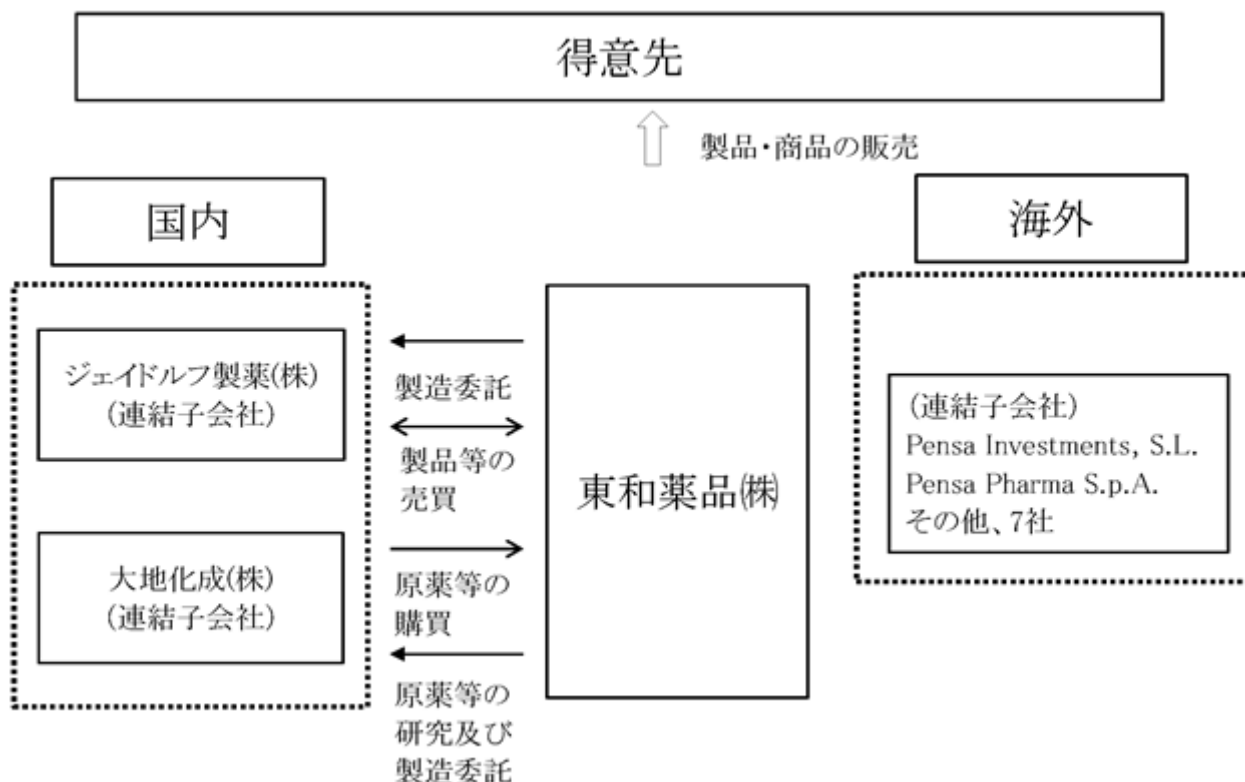 得意先
製品・商品の販売
国内
海外
ジェイドルフ製薬(株)
(連結子会社)
大地化成(株)
(連結子会社)
製造委託
製品等の
売買
原薬等の
購買
原薬等の
研究及び
製造委託
東和薬品㈱
(連結子会社)
Pensa Investments, S.L.
Pensa Pharma S.p.A.
その他、7社